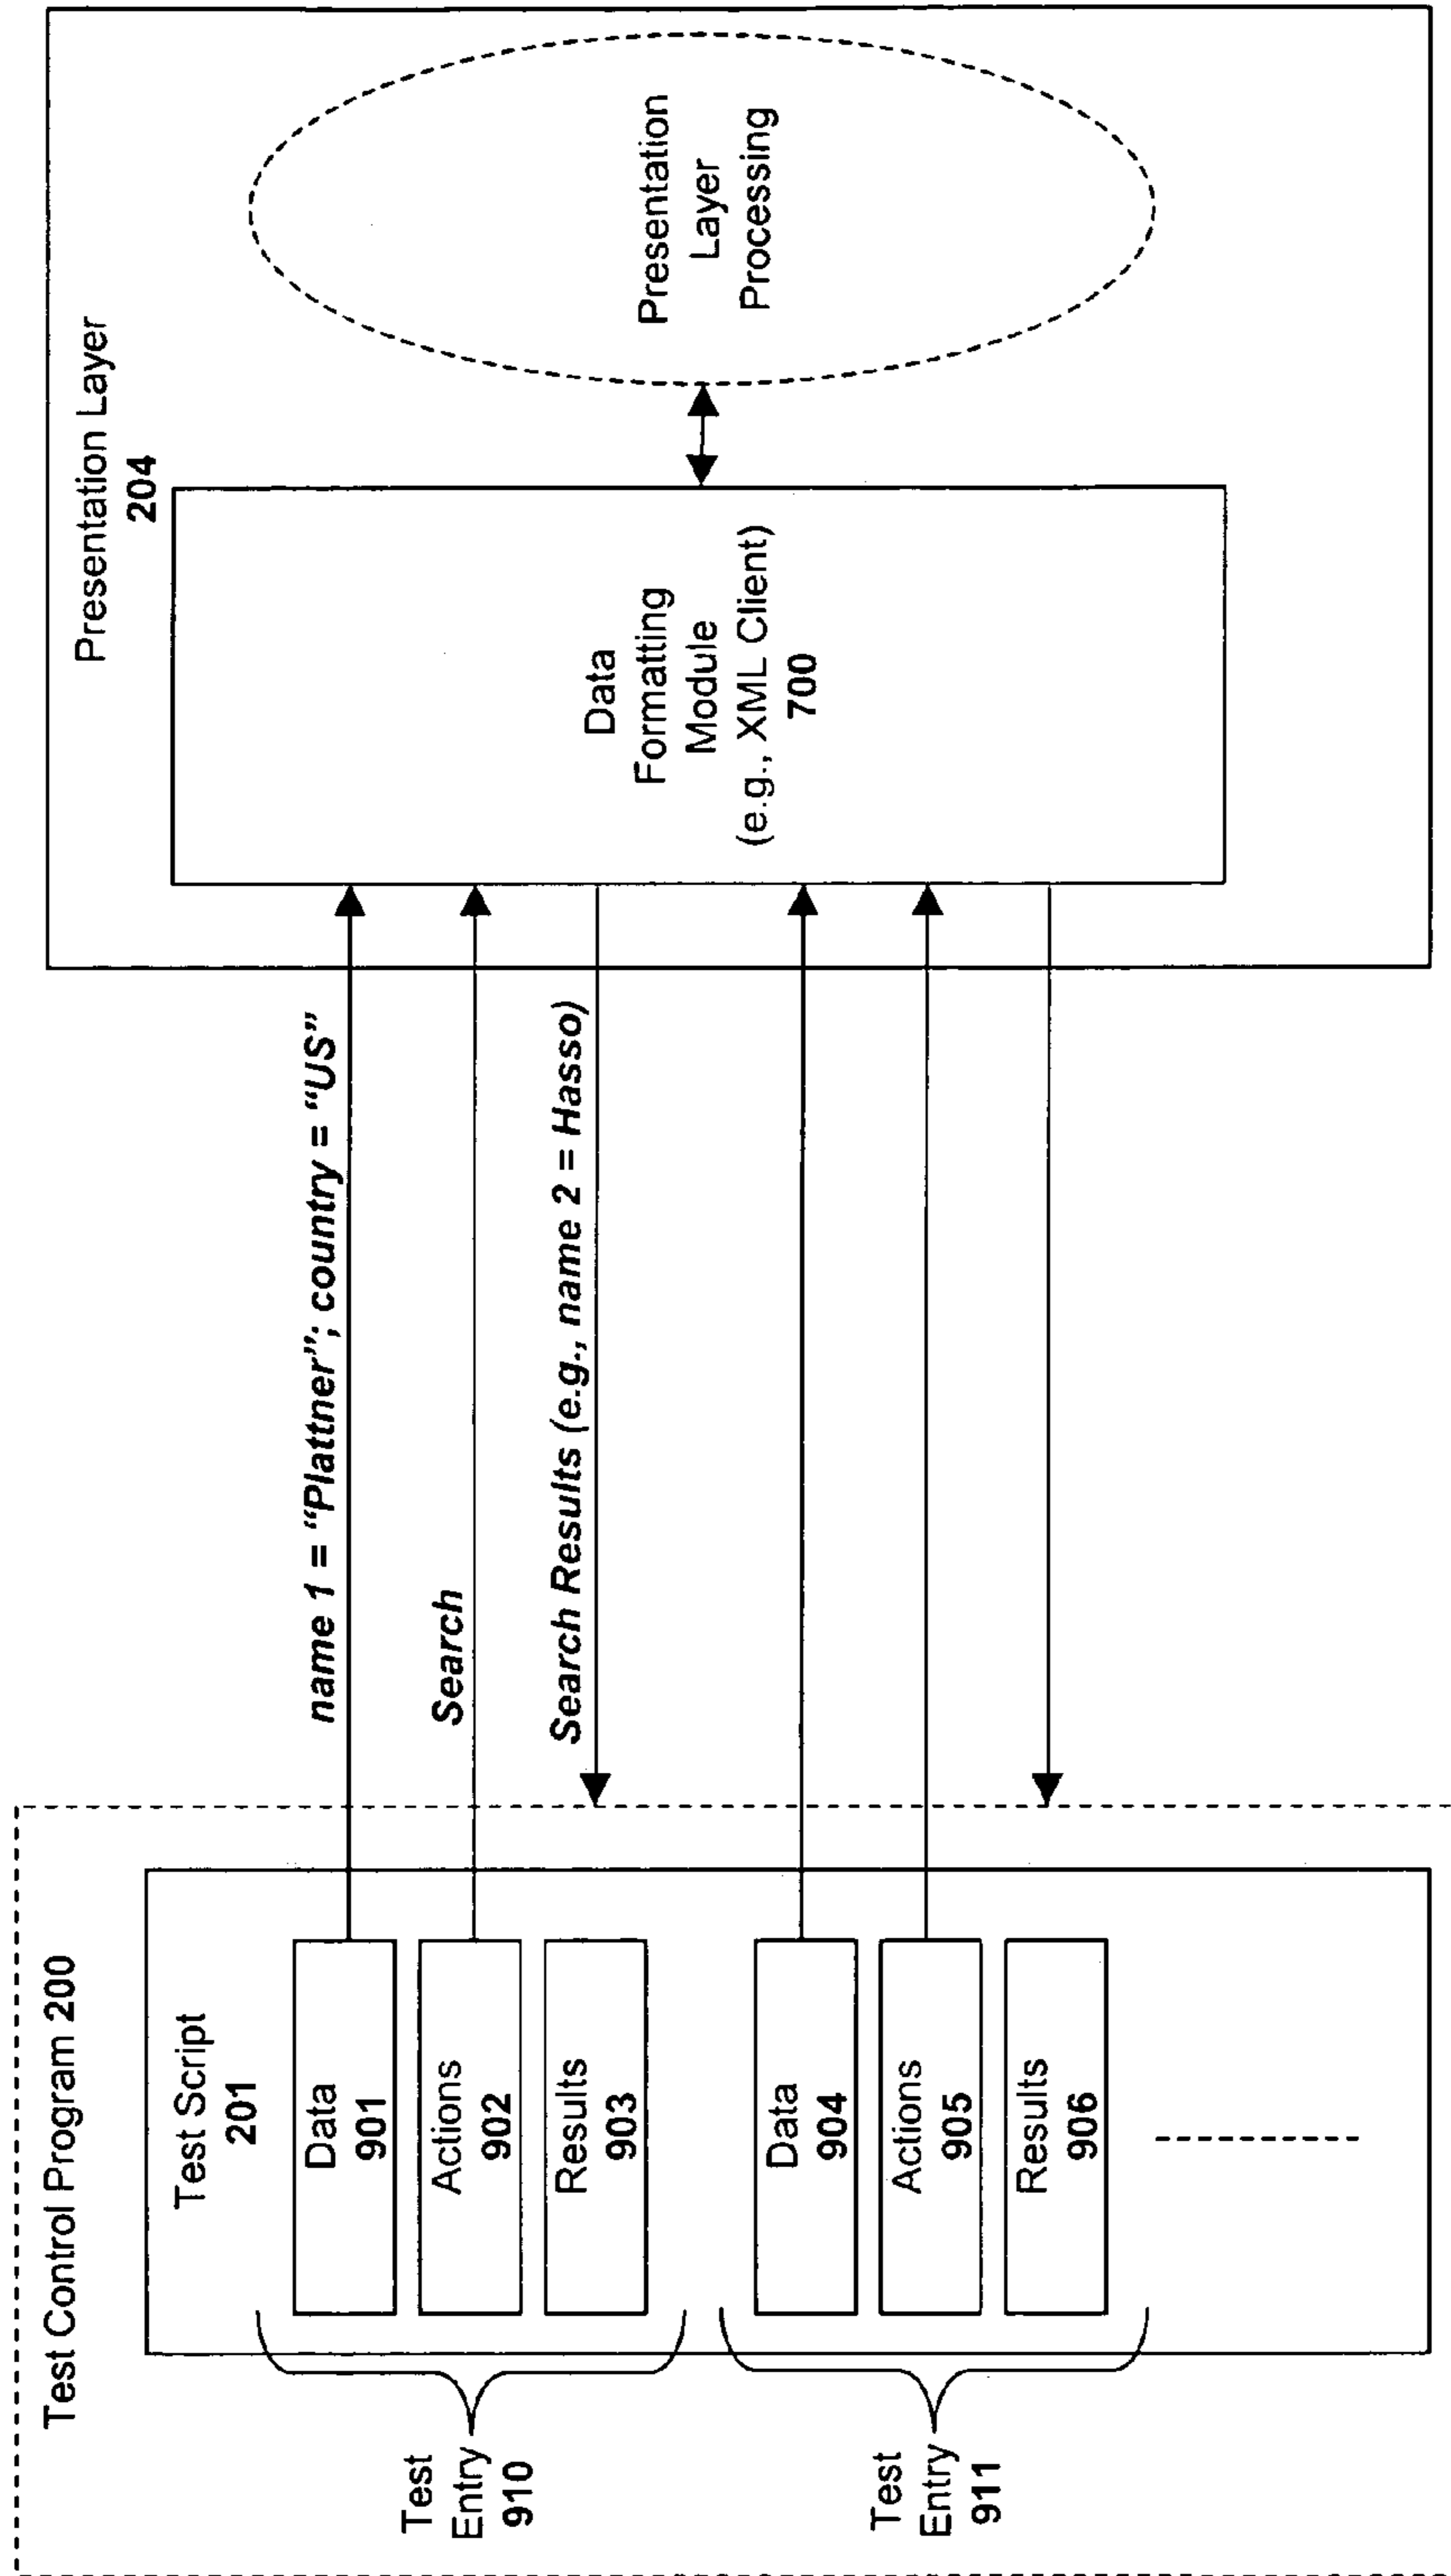 Test Control Program 200
Test Script
201
Test
Entry
910
Data
901
Actions
902
Results
903
Test
Entry
911
Data
904
Actions
905
Results
906
name 1 = “Plattner”; country = “US”
Search
Search Results (e.g., name 2 = Hasso)
Presentation Layer
204
Data
Formatting
Module
(e.g., XML Client)
700
Presentation
Layer
Processing